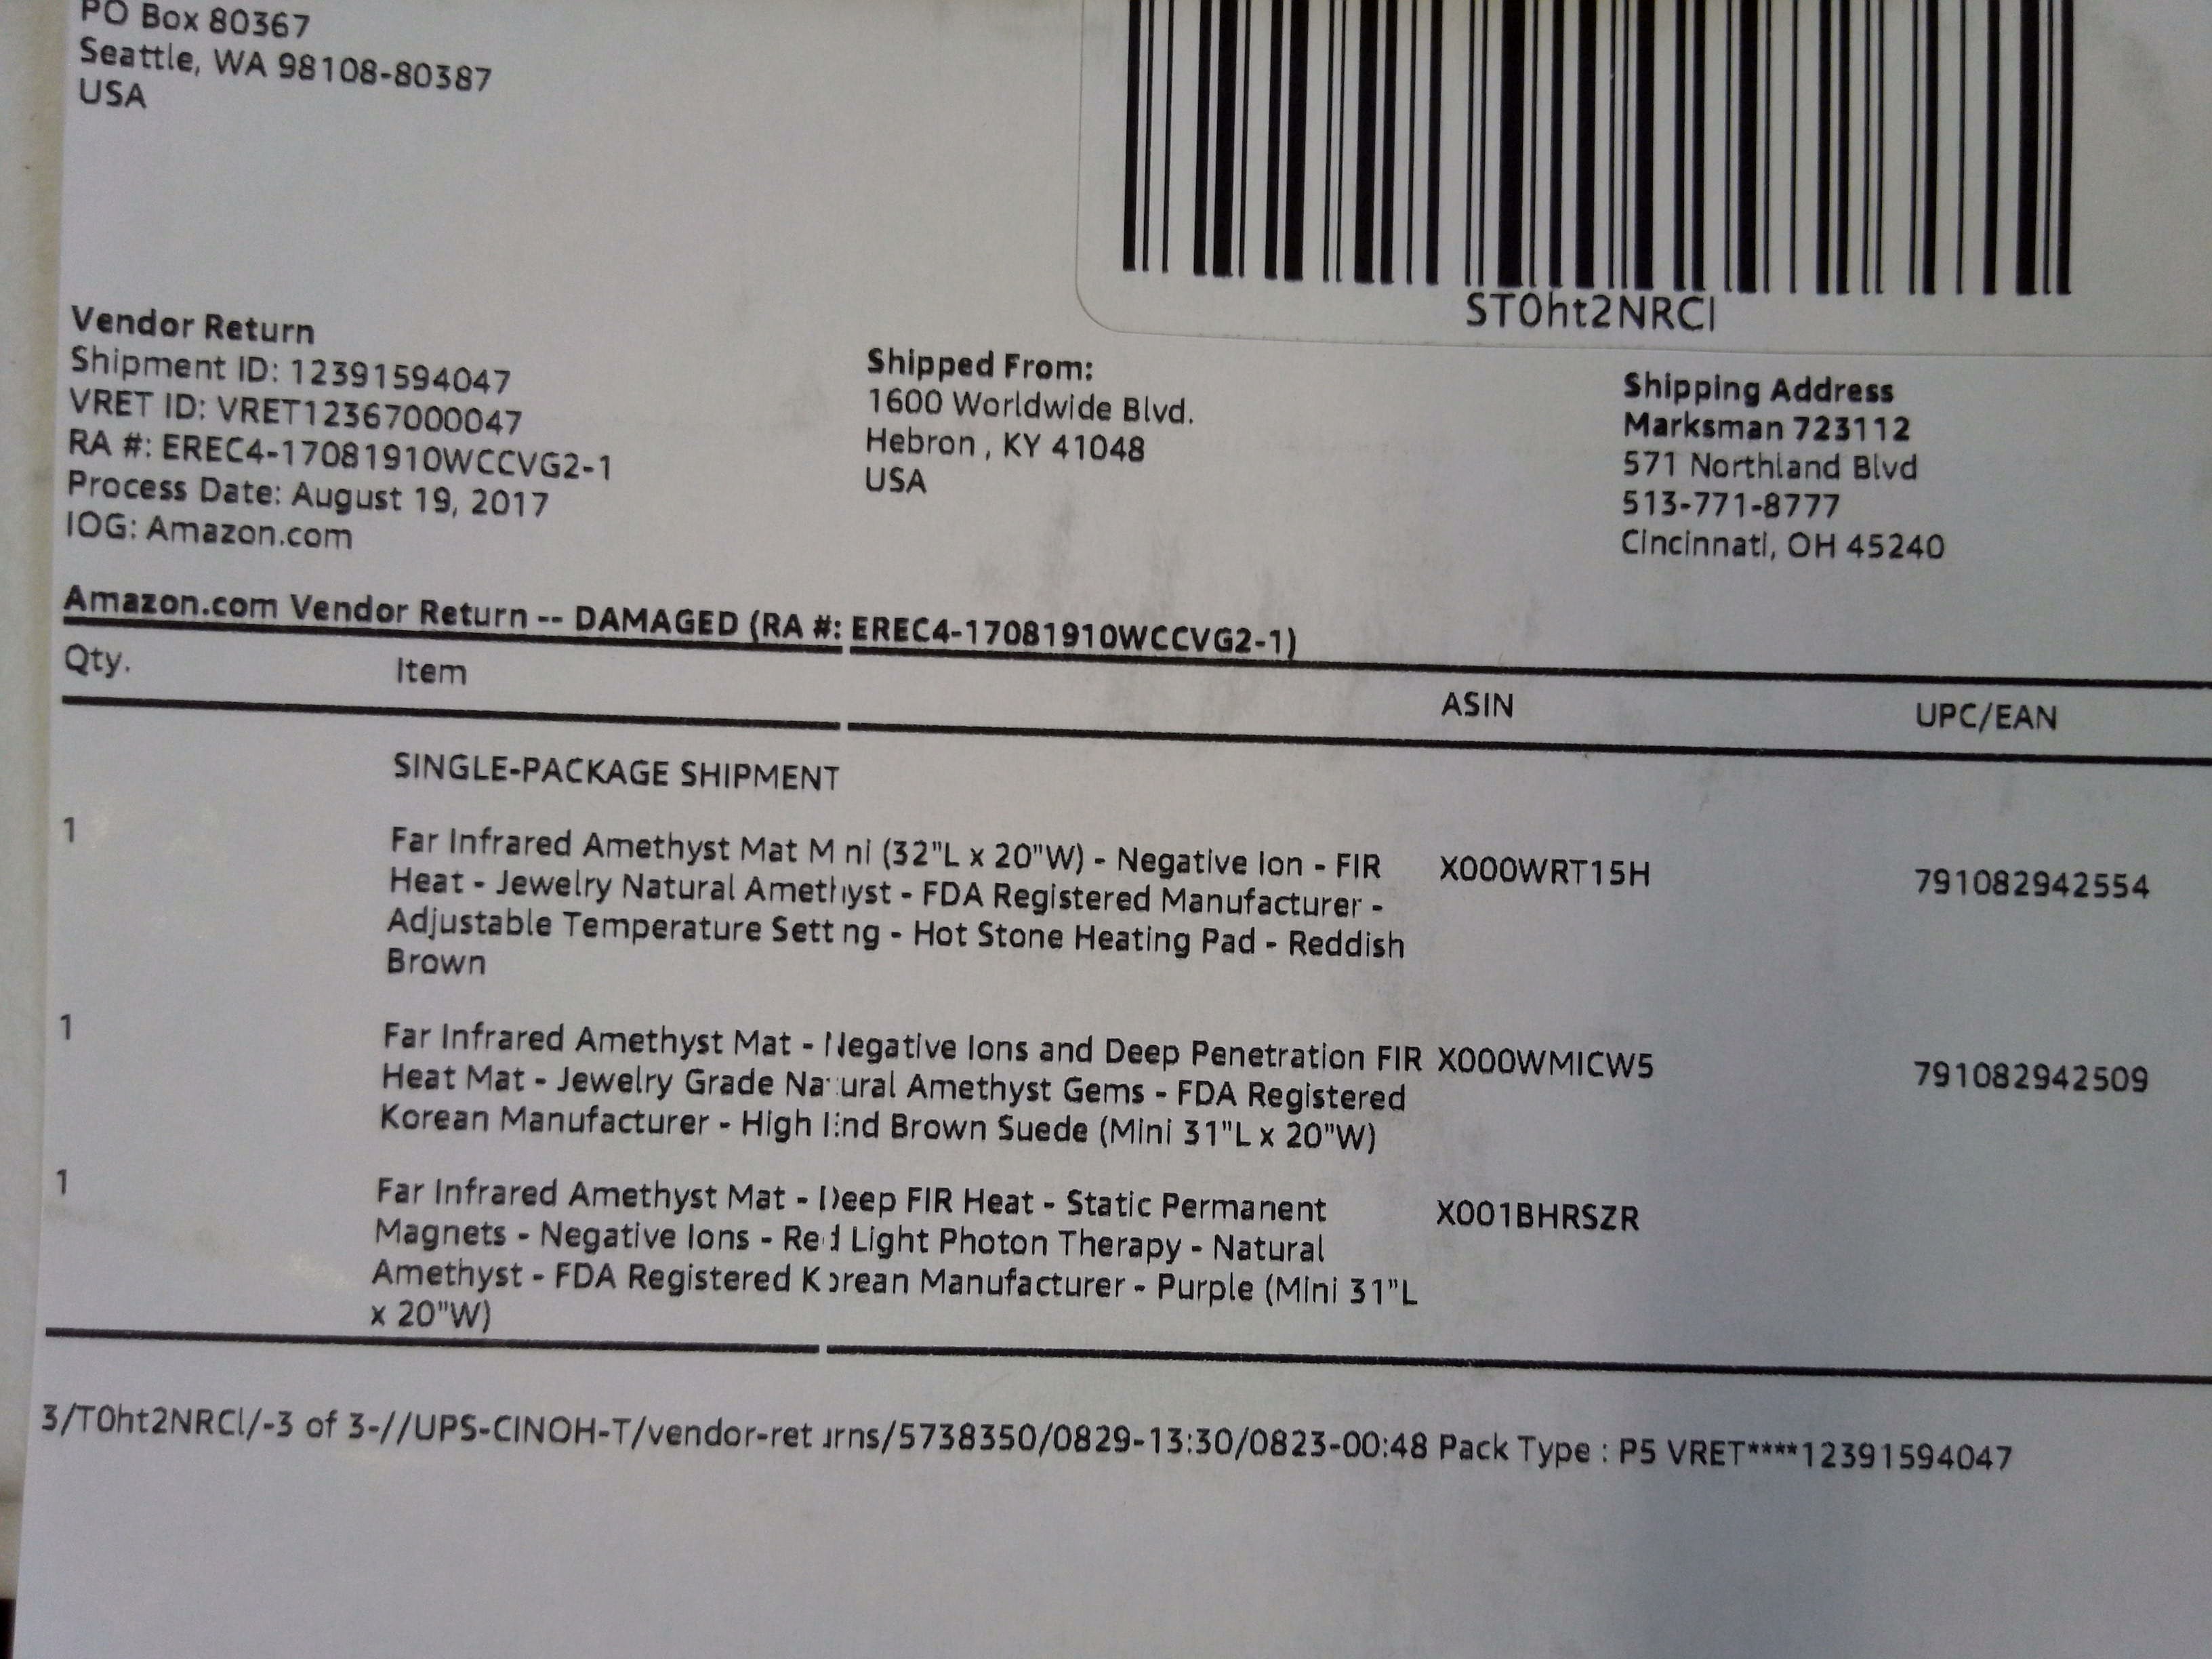 PO Box 80367
Seattle, WA 98108-80387
USA
ST0ht2NRCl
Vendor Return
Shipment ID: 12391594047
VRET ID: VRET12367000047
RA #: EREC4-17081910WCCVG2-1
Process Date: August 19, 2017
IOG: Amazon.com
Shipped From:
1600 Worldwide Blvd.
Hebron , KY 41048
USA
Shipping Address
Marksman 723112
571 Northland Blvd
513-771-8777
Cincinnati, OH 45240
Amazon.com Vendor Return -- DAMAGED (RA #: EREC4-17081910WCCVG2-1)
Qty. Item ASIN UPC/EAN
SINGLE-PACKAGE SHIPMENT
1 Far Infrared Amethyst Mat Mini (32"L x 20"W) - Negative Ion - FIR X000WRT15H 791082942554
Heat - Jewelry Natural Amethyst - FDA Registered Manufacturer -
Adjustable Temperature Setting - Hot Stone Heating Pad - Reddish
Brown
1 Far Infrared Amethyst Mat - Negative Ions and Deep Penetration FIR X000WMICW5 791082942509
Heat Mat - Jewelry Grade Natural Amethyst Gems - FDA Registered
Korean Manufacturer - High End Brown Suede (Mini 31"L x 20"W)
1 Far Infrared Amethyst Mat - Deep FIR Heat - Static Permanent X001BHRSZR
Magnets - Negative Ions - Red Light Photon Therapy - Natural
Amethyst - FDA Registered Korean Manufacturer - Purple (Mini 31"L
x 20"W)
3/T0ht2NRCl/-3 of 3-//UPS-CINOH-T/vendor-returns/5738350/0829-13:30/0823-00:48 Pack Type : P5 VRET****12391594047